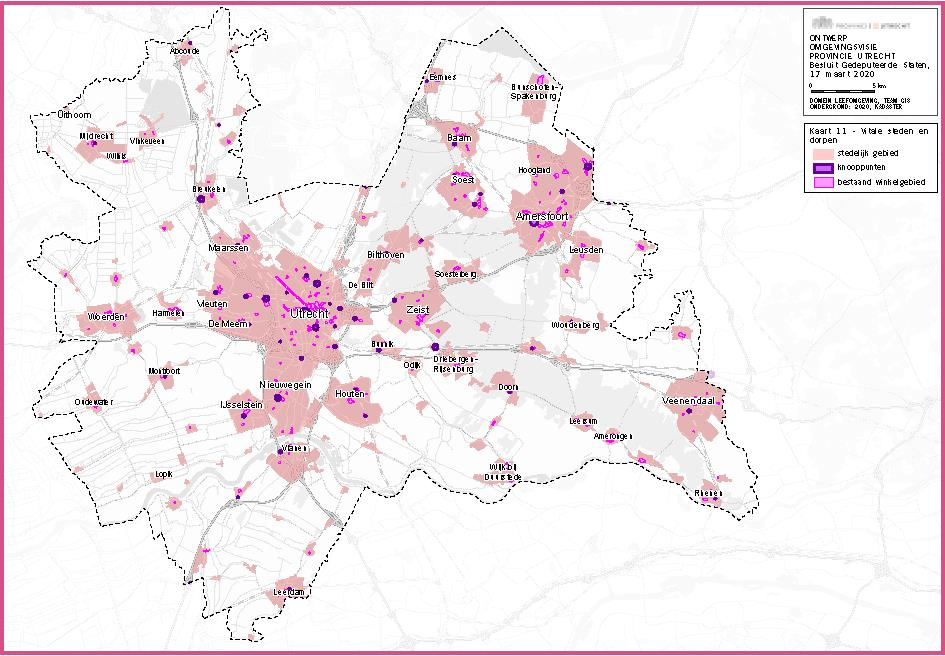 ONTWERP
OMGEVINGSVISIE
PROVINCIE UTRECHT
Besluit Gedeputeerde Staten,
17 maart 2020
0 5 km
DOMEIN LEEFOMGEVING, TEAM GIS
ONDERGROND: 2020, KADASTER
Kaart 11 - Vitale steden en
dorpen
stedelijk gebied
knooppunten
bestaand winkelgebied
Abcoude
Eemnes
Bunschoten-
Spakenburg
Uithoorn
Mijdrecht
Vinkeveen
Wilnis
Baarn
Hoogland
Soest
Breukelen
Amersfoort
Maarssen
Leusden
Bilthoven
Soesterberg
De Bilt
Vleuten
Zeist
Woerden
Harmelen
Utrecht
De Meern
Woudenberg
Bunnik
Driebergen-
Rijsenburg
Odijk
Montfoort
Nieuwegein
Doorn
Houten
Oudewater
IJsselstein
Veenendaal
Leersum
Amerongen
Vianen
Lopik
Wijk bij
Duurstede
Rhenen
Leerdam